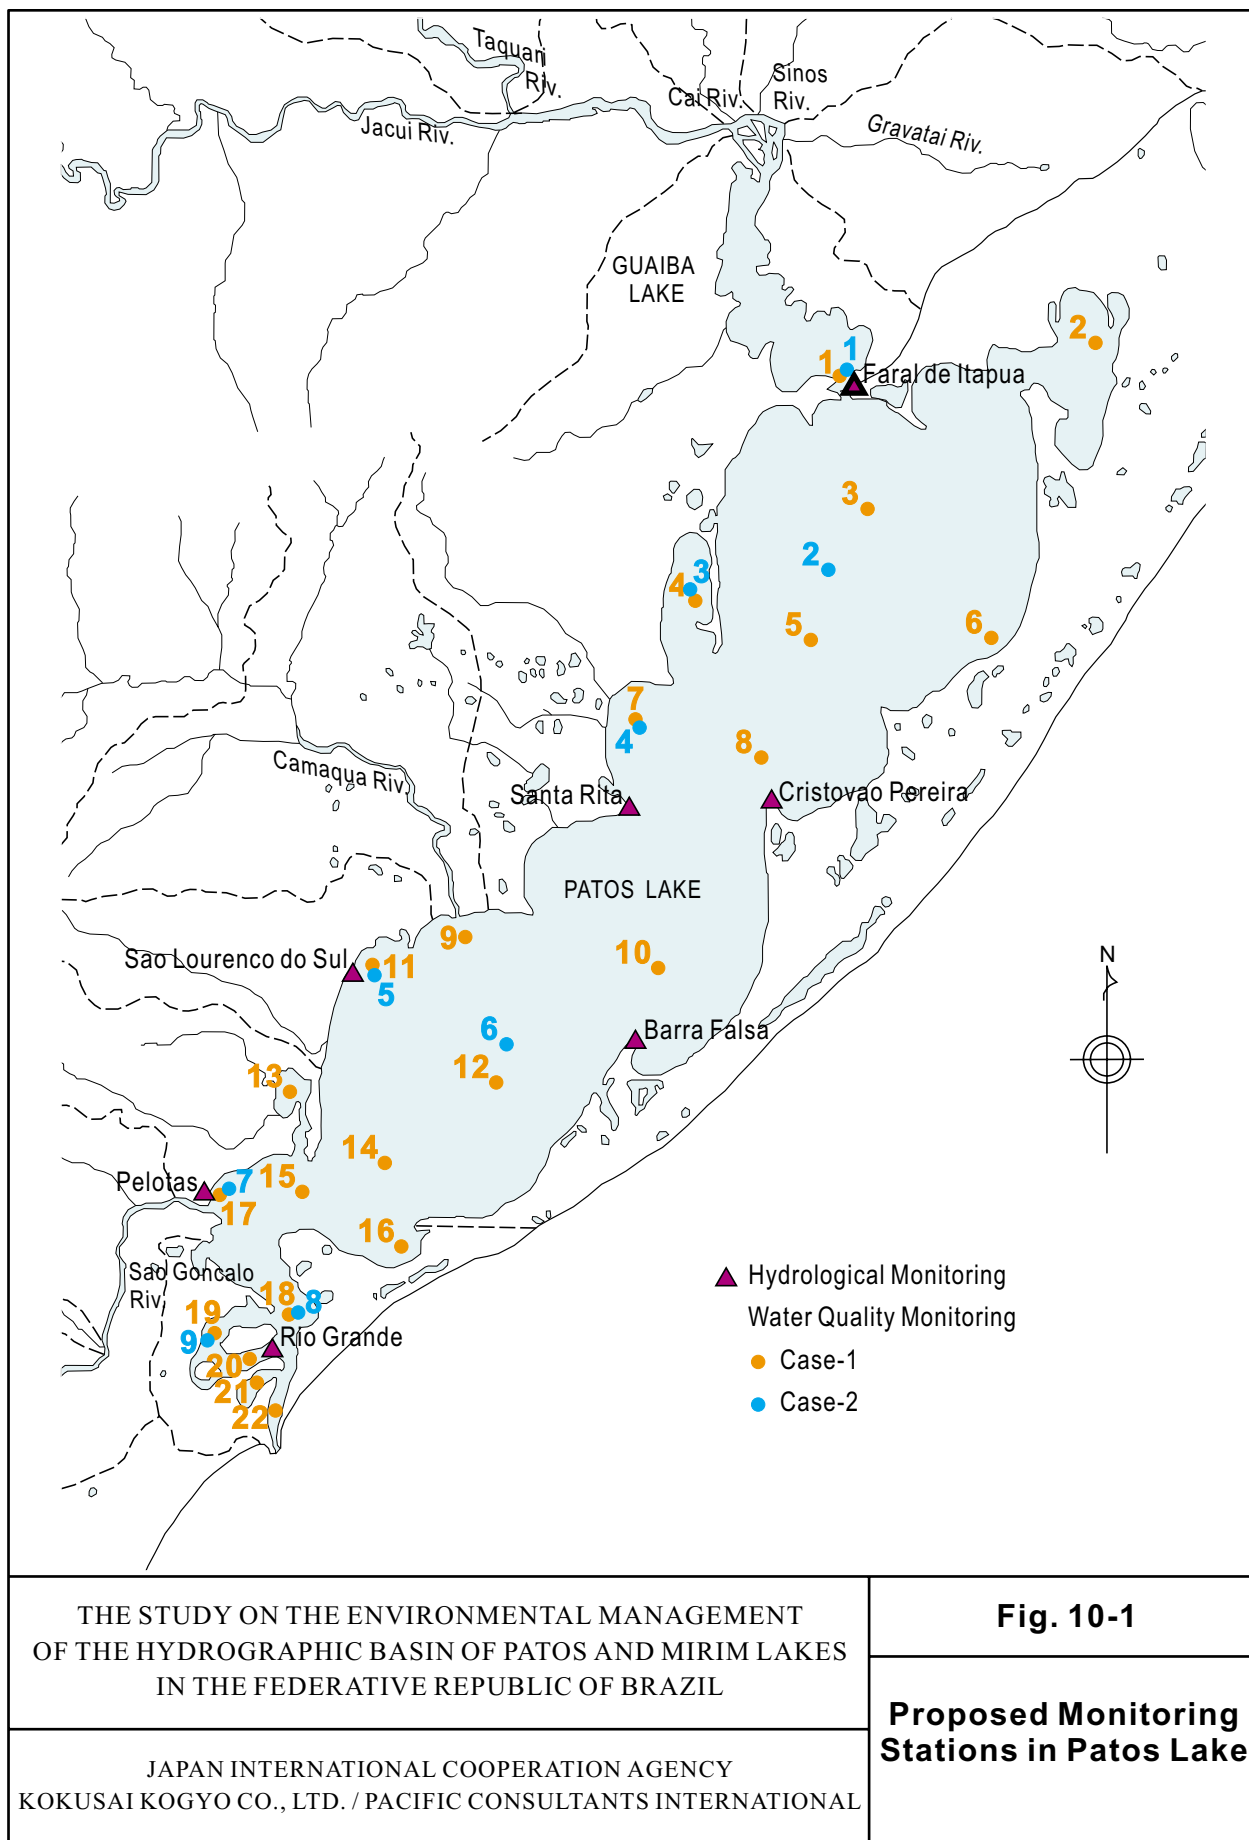 Taquari
Riv.
Sinos
Riv.
Cai Riv.
Jacui Riv.
Gravatai Riv.
GUAIBA
LAKE
2
1
1
Faral de Itapua
3
2
3
4
5
6
7
4
8
Camaqua Riv.
Santa Rita
Cristovao Pereira
PATOS LAKE
9
Sao Lourenco do Sul
11
10
5
N
6
Barra Falsa
12
13
14
Pelotas
7
15
17
16
Sao Goncalo
Riv.
18
8
19
9
Rio Grande
20
21
22
Hydrological Monitoring
Water Quality Monitoring
Case-1
Case-2
THE STUDY ON THE ENVIRONMENTAL MANAGEMENT
OF THE HYDROGRAPHIC BASIN OF PATOS AND MIRIM LAKES
IN THE FEDERATIVE REPUBLIC OF BRAZIL
JAPAN INTERNATIONAL COOPERATION AGENCY
KOKUSAI KOGYO CO., LTD. / PACIFIC CONSULTANTS INTERNATIONAL
Fig. 10-1
Proposed Monitoring
Stations in Patos Lake